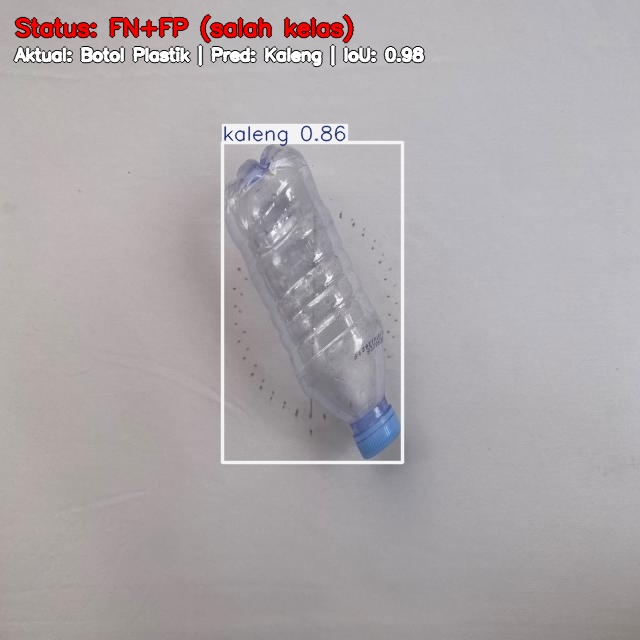 Status: FN+FP (salah kelas)
Aktual: Botol Plastik | Pred: Kaleng | IoU: 0.98
kaleng 0.86